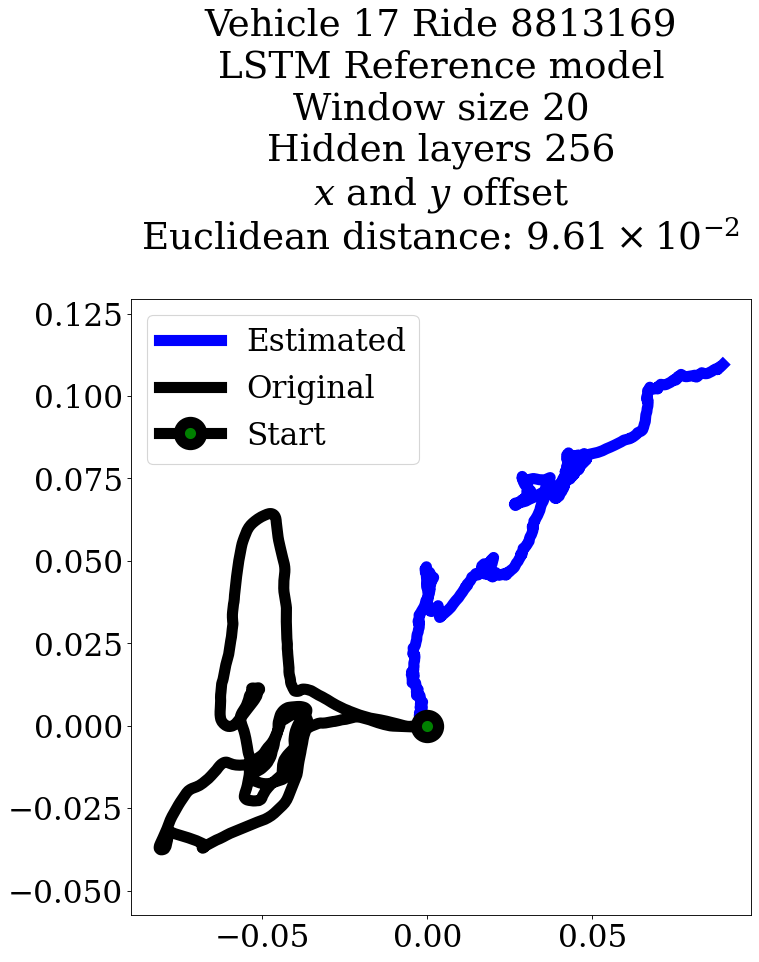 Vehicle 17 Ride 8813169
LSTM Reference model
Window size 20
Hidden layers 256
x and y offset
Euclidean distance: 9.61 × 10⁻²
Estimated
Original
Start
0.125
0.100
0.075
0.050
0.025
0.000
−0.025
−0.050
−0.05 0.00 0.05